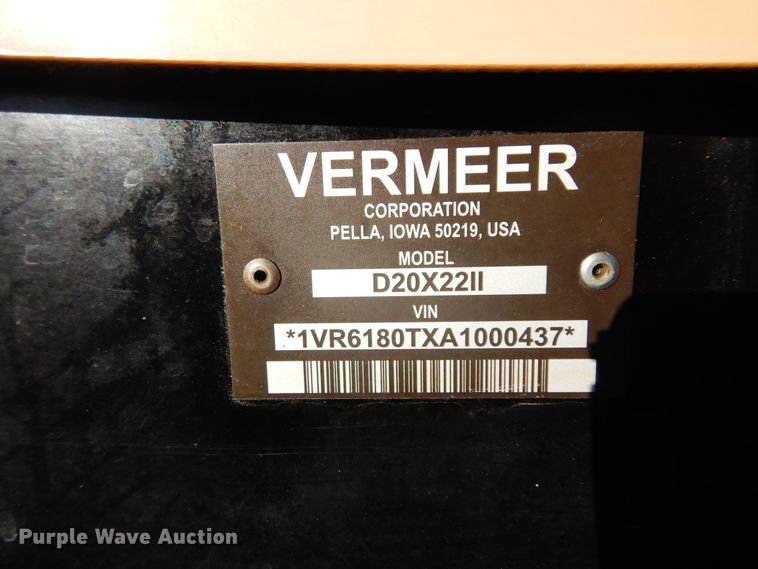 VERMEER
CORPORATION
PELLA, IOWA 50219, USA
MODEL
D20X22II
VIN
*1VR6180TXA1000437*
Purple Wave Auction®